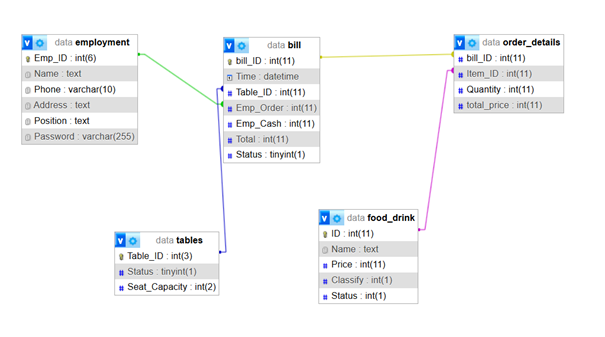 data employment
Emp_ID : int(6)
Name : text
Phone : varchar(10)
Address : text
Position : text
Password : varchar(255)
data bill
bill_ID : int(11)
Time : datetime
Table_ID : int(11)
Emp_Order : int(11)
Emp_Cash : int(11)
Total : int(11)
Status : tinyint(1)
data order_details
bill_ID : int(11)
Item_ID : int(11)
Quantity : int(11)
total_price : int(11)
data tables
Table_ID : int(3)
Status : tinyint(1)
Seat_Capacity : int(2)
data food_drink
ID : int(11)
Name : text
Price : int(11)
Classify : int(1)
Status : int(1)